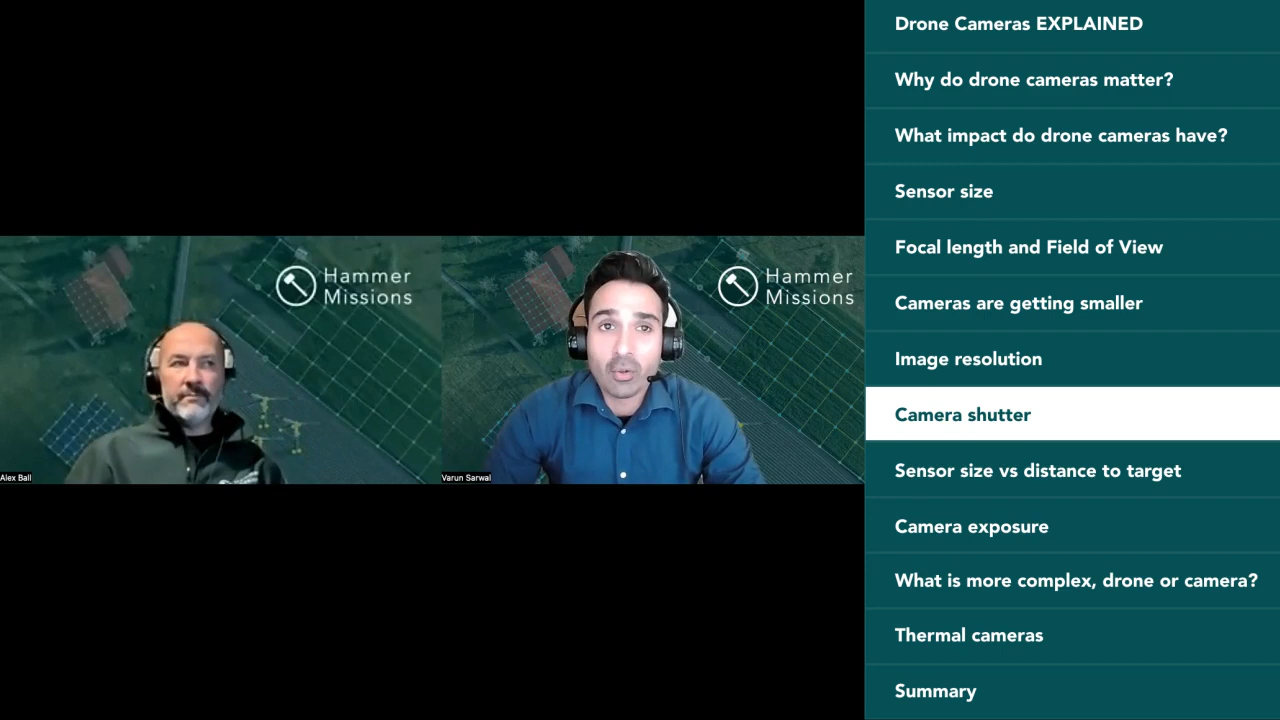 Hammer
Missions
Alex Ball
Hammer
Missions
Varun Sarwal
Drone Cameras EXPLAINED
Why do drone cameras matter?
What impact do drone cameras have?
Sensor size
Focal length and Field of View
Cameras are getting smaller
Image resolution
Camera shutter
Sensor size vs distance to target
Camera exposure
What is more complex, drone or camera?
Thermal cameras
Summary